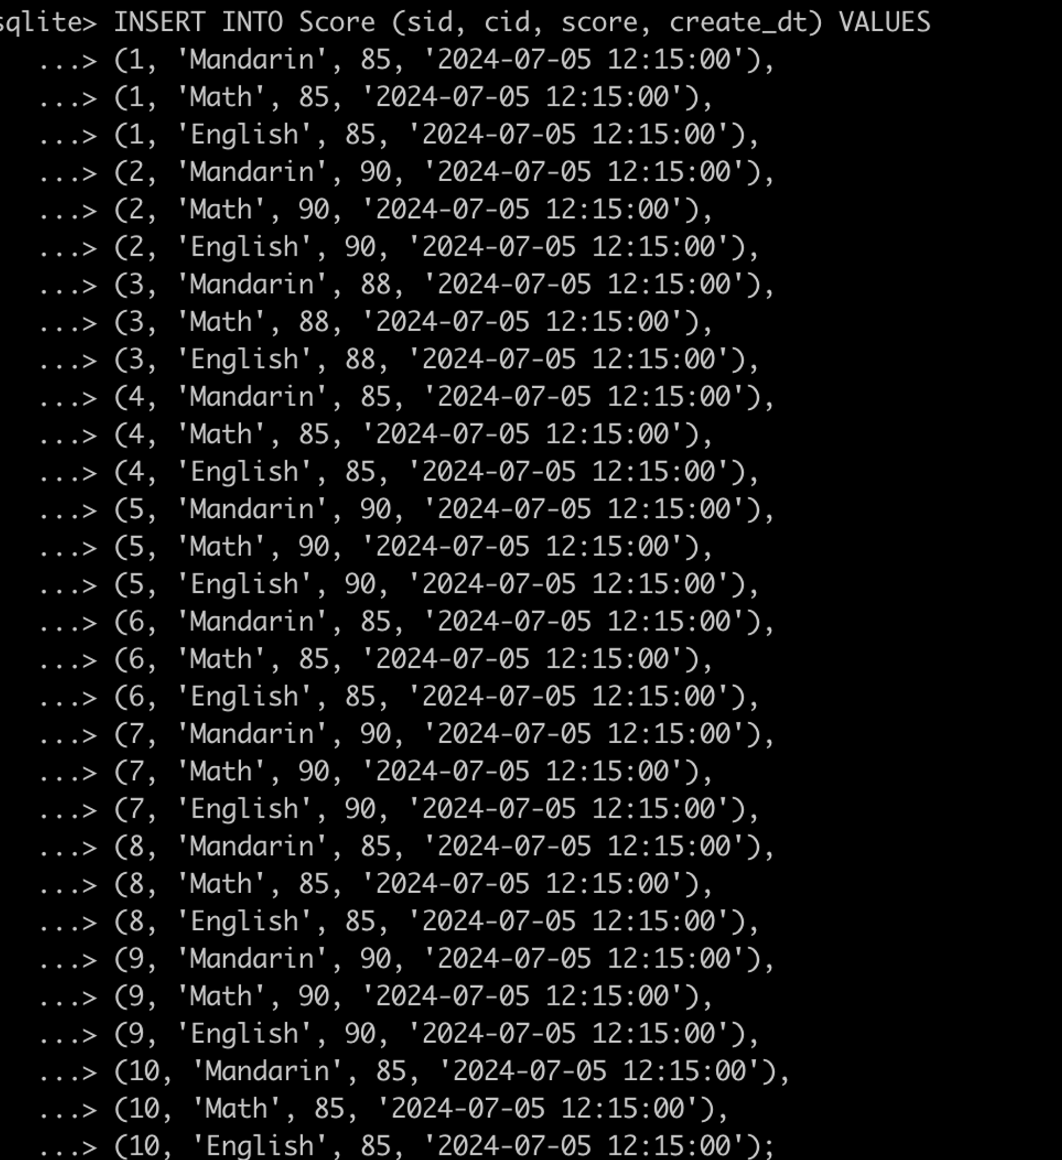 sqlite> INSERT INTO Score (sid, cid, score, create_dt) VALUES
...> (1, 'Mandarin', 85, '2024-07-05 12:15:00'),
...> (1, 'Math', 85, '2024-07-05 12:15:00'),
...> (1, 'English', 85, '2024-07-05 12:15:00'),
...> (2, 'Mandarin', 90, '2024-07-05 12:15:00'),
...> (2, 'Math', 90, '2024-07-05 12:15:00'),
...> (2, 'English', 90, '2024-07-05 12:15:00'),
...> (3, 'Mandarin', 88, '2024-07-05 12:15:00'),
...> (3, 'Math', 88, '2024-07-05 12:15:00'),
...> (3, 'English', 88, '2024-07-05 12:15:00'),
...> (4, 'Mandarin', 85, '2024-07-05 12:15:00'),
...> (4, 'Math', 85, '2024-07-05 12:15:00'),
...> (4, 'English', 85, '2024-07-05 12:15:00'),
...> (5, 'Mandarin', 90, '2024-07-05 12:15:00'),
...> (5, 'Math', 90, '2024-07-05 12:15:00'),
...> (5, 'English', 90, '2024-07-05 12:15:00'),
...> (6, 'Mandarin', 85, '2024-07-05 12:15:00'),
...> (6, 'Math', 85, '2024-07-05 12:15:00'),
...> (6, 'English', 85, '2024-07-05 12:15:00'),
...> (7, 'Mandarin', 90, '2024-07-05 12:15:00'),
...> (7, 'Math', 90, '2024-07-05 12:15:00'),
...> (7, 'English', 90, '2024-07-05 12:15:00'),
...> (8, 'Mandarin', 85, '2024-07-05 12:15:00'),
...> (8, 'Math', 85, '2024-07-05 12:15:00'),
...> (8, 'English', 85, '2024-07-05 12:15:00'),
...> (9, 'Mandarin', 90, '2024-07-05 12:15:00'),
...> (9, 'Math', 90, '2024-07-05 12:15:00'),
...> (9, 'English', 90, '2024-07-05 12:15:00'),
...> (10, 'Mandarin', 85, '2024-07-05 12:15:00'),
...> (10, 'Math', 85, '2024-07-05 12:15:00'),
...> (10, 'English', 85, '2024-07-05 12:15:00');